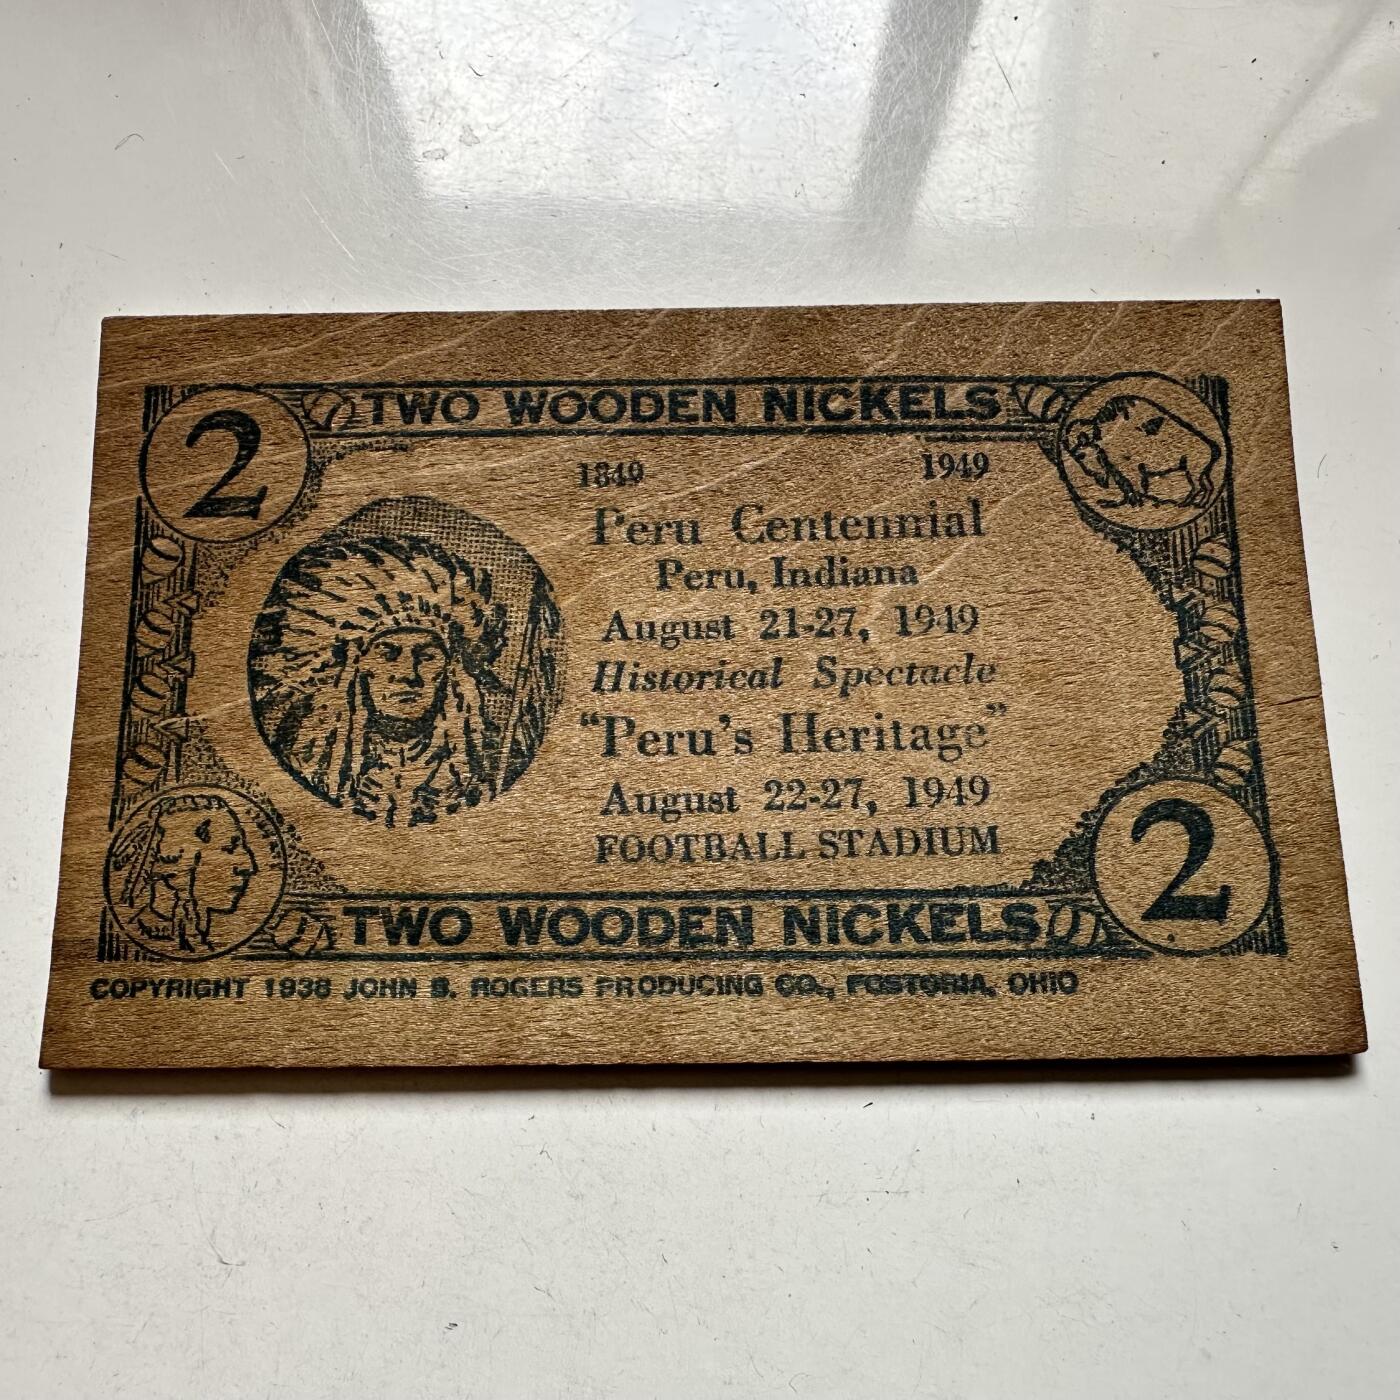 2 TWO WOODEN NICKELS
1849 1949
Peru Centennial
Peru, Indiana
August 21-27, 1949
Historical Spectacle
"Peru's Heritage"
August 22-27, 1949
FOOTBALL STADIUM
TWO WOODEN NICKELS 2
COPYRIGHT 1938 JOHN B. ROGERS PRODUCING CO., FOSTORIA, OHIO